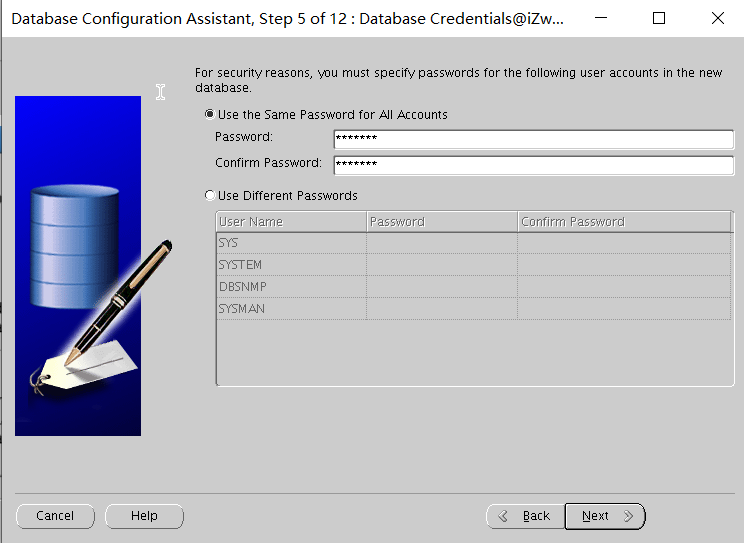 Database Configuration Assistant, Step 5 of 12 : Database Credentials@iZw...
For security reasons, you must specify passwords for the following user accounts in the new
database.
Use the Same Password for All Accounts
Password: *******
Confirm Password: *******
Use Different Passwords
User Name Password Confirm Password
SYS
SYSTEM
DBSNMP
SYSMAN
Cancel Help Back Next